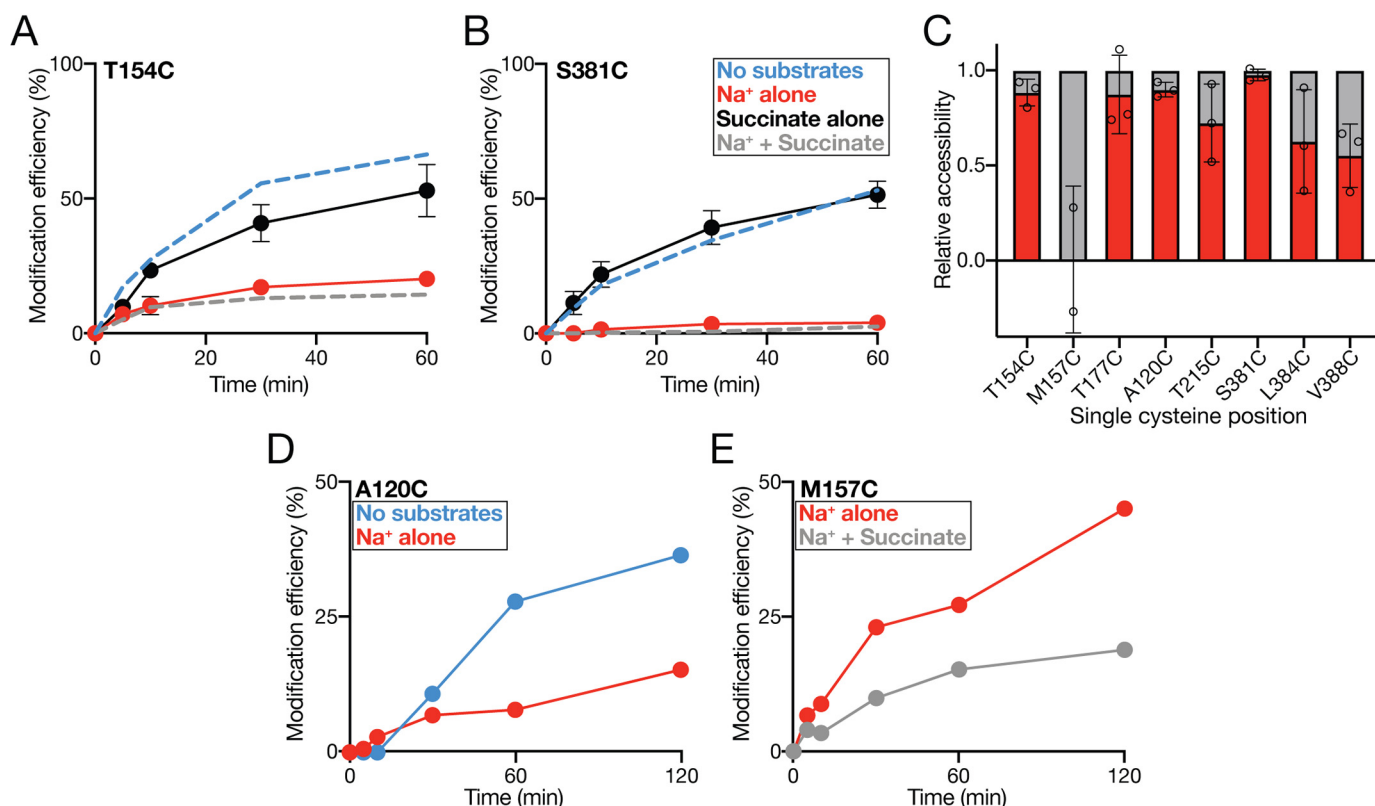 A
T154C
Modification efficiency (%)
100
50
0
0
20
40
60
Time (min)
B
S381C
No substrates
Na⁺ alone
Succinate alone
Na⁺ + Succinate
Modification efficiency (%)
100
50
0
0
20
40
60
Time (min)
C
Relative accessibility
1.0
0.5
0.0
T154C
M157C
T177C
A120C
T215C
S381C
L384C
V388C
Single cysteine position
D
A120C
No substrates
Na⁺ alone
Modification efficiency (%)
50
25
0
0
60
120
Time (min)
E
M157C
Na⁺ alone
Na⁺ + Succinate
Modification efficiency (%)
50
25
0
0
60
120
Time (min)